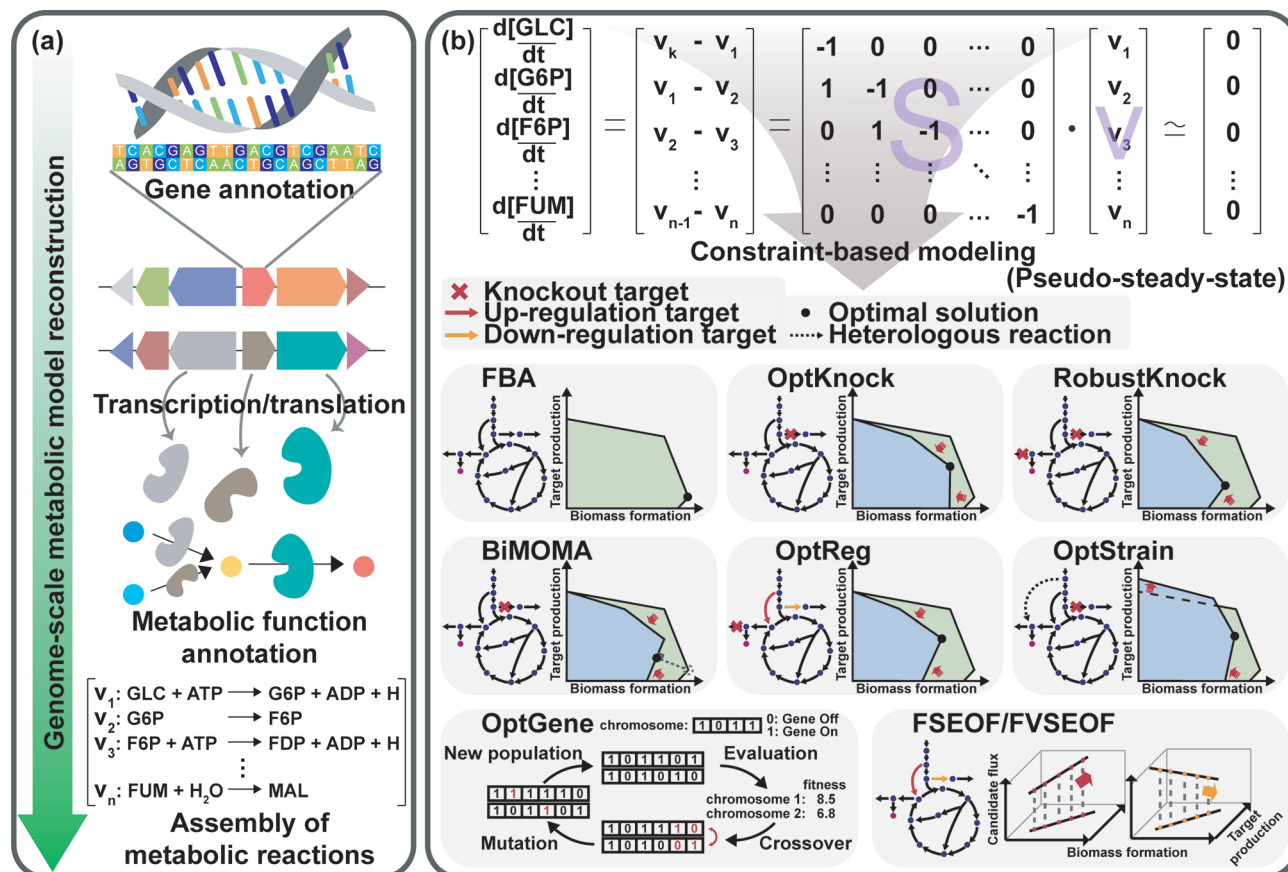 (a)
Genome-scale metabolic model reconstruction
TCACGAGTTGACGTCGAATC
AGTGCTCAACTGCAGCTTAG
Gene annotation
Transcription/translation
Metabolic function
annotation
v1: GLC + ATP → G6P + ADP + H
v2: G6P → F6P
v3: F6P + ATP → FDP + ADP + H
⋮
vn: FUM + H2O → MAL
Assembly of
metabolic reactions
(b)
d[GLC]/dt vk - v1 -1 0 0 ... 0 v1 0
d[G6P]/dt v1 - v2 1 -1 0 ... 0 v2 0
d[F6P]/dt = v2 - v3 = 0 1 -1 ... 0 · v3 ≃ 0
⋮ ⋮ ⋮ ⋮ ⋮ ⋱ ⋮ ⋮ ⋮
d[FUM]/dt vn-1 - vn 0 0 0 ... -1 vn 0
S v
Constraint-based modeling
(Pseudo-steady-state)
Knockout target
Up-regulation target
Down-regulation target
Optimal solution
Heterologous reaction
FBA
Target production
Biomass formation
OptKnock
Target production
Biomass formation
RobustKnock
Target production
Biomass formation
BiMOMA
Target production
Biomass formation
OptReg
Target production
Biomass formation
OptStrain
Target production
Biomass formation
OptGene
chromosome: 1 0 1 1
0: Gene Off
1: Gene On
New population
1 0 1 1 0 1
1 0 1 0 1 0
Evaluation
fitness
chromosome 1: 8.5
chromosome 2: 6.8
1 1 1 1 1 0
1 0 1 1 0 1
Mutation
1 0 1 1 1 0
1 0 1 0 0 1
Crossover
FSEOF/FVSEOF
Candidate flux
Biomass formation
Target
production